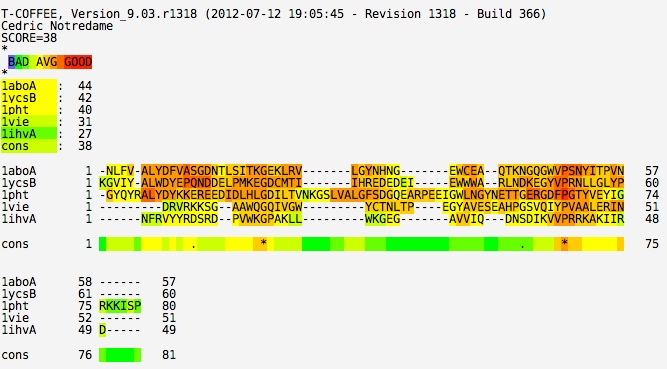 T-COFFEE, Version_9.03.r1318 (2012-07-12 19:05:45 - Revision 1318 - Build 366)
Cedric Notredame
SCORE=38
*
 BAD AVG GOOD
*
1aboA   :  44
1ycsB   :  42
1pht    :  40
1vie    :  31
1ihvA   :  27
cons    :  38
1aboA      1 -NLFV-ALYDFVASGDNTLSITKGEKLRV-------LGYNHNG-----EWCEA--QTKNGQGWVPSNYITPVN   57
1ycsB      1 KGVIY-ALWDYEPQNDDELPMKEGDCMTI-------IHREDEDEI---EWWWA--RLNDKEGYVPRNLLGLYP   60
1pht       1 -GYQYRALYDYKKEREEDIDLHLGDILTVNKGSLVALGFSDGQEARPEEIGWLNGYNETTGERGDFPGTYVEYIG   74
1vie       1 ---------DRVRKKSG--AAWQGQIVGW-------YCTNLTP----EGYAVESEAHPGSVQIYPVAALERIN   51
1ihvA      1 ------NFRVYYRDSRD--PVWKGPAKLL-------WKGEG------AVVIQ--DNSDIKVVPRRKAKIIR   48
cons       1             .         *                                    .     *         75
1aboA     58 ------   57
1ycsB     61 ------   60
1pht      75 RKKISP   80
1vie      52 ------   51
1ihvA     49 D-----   49
cons      76          81